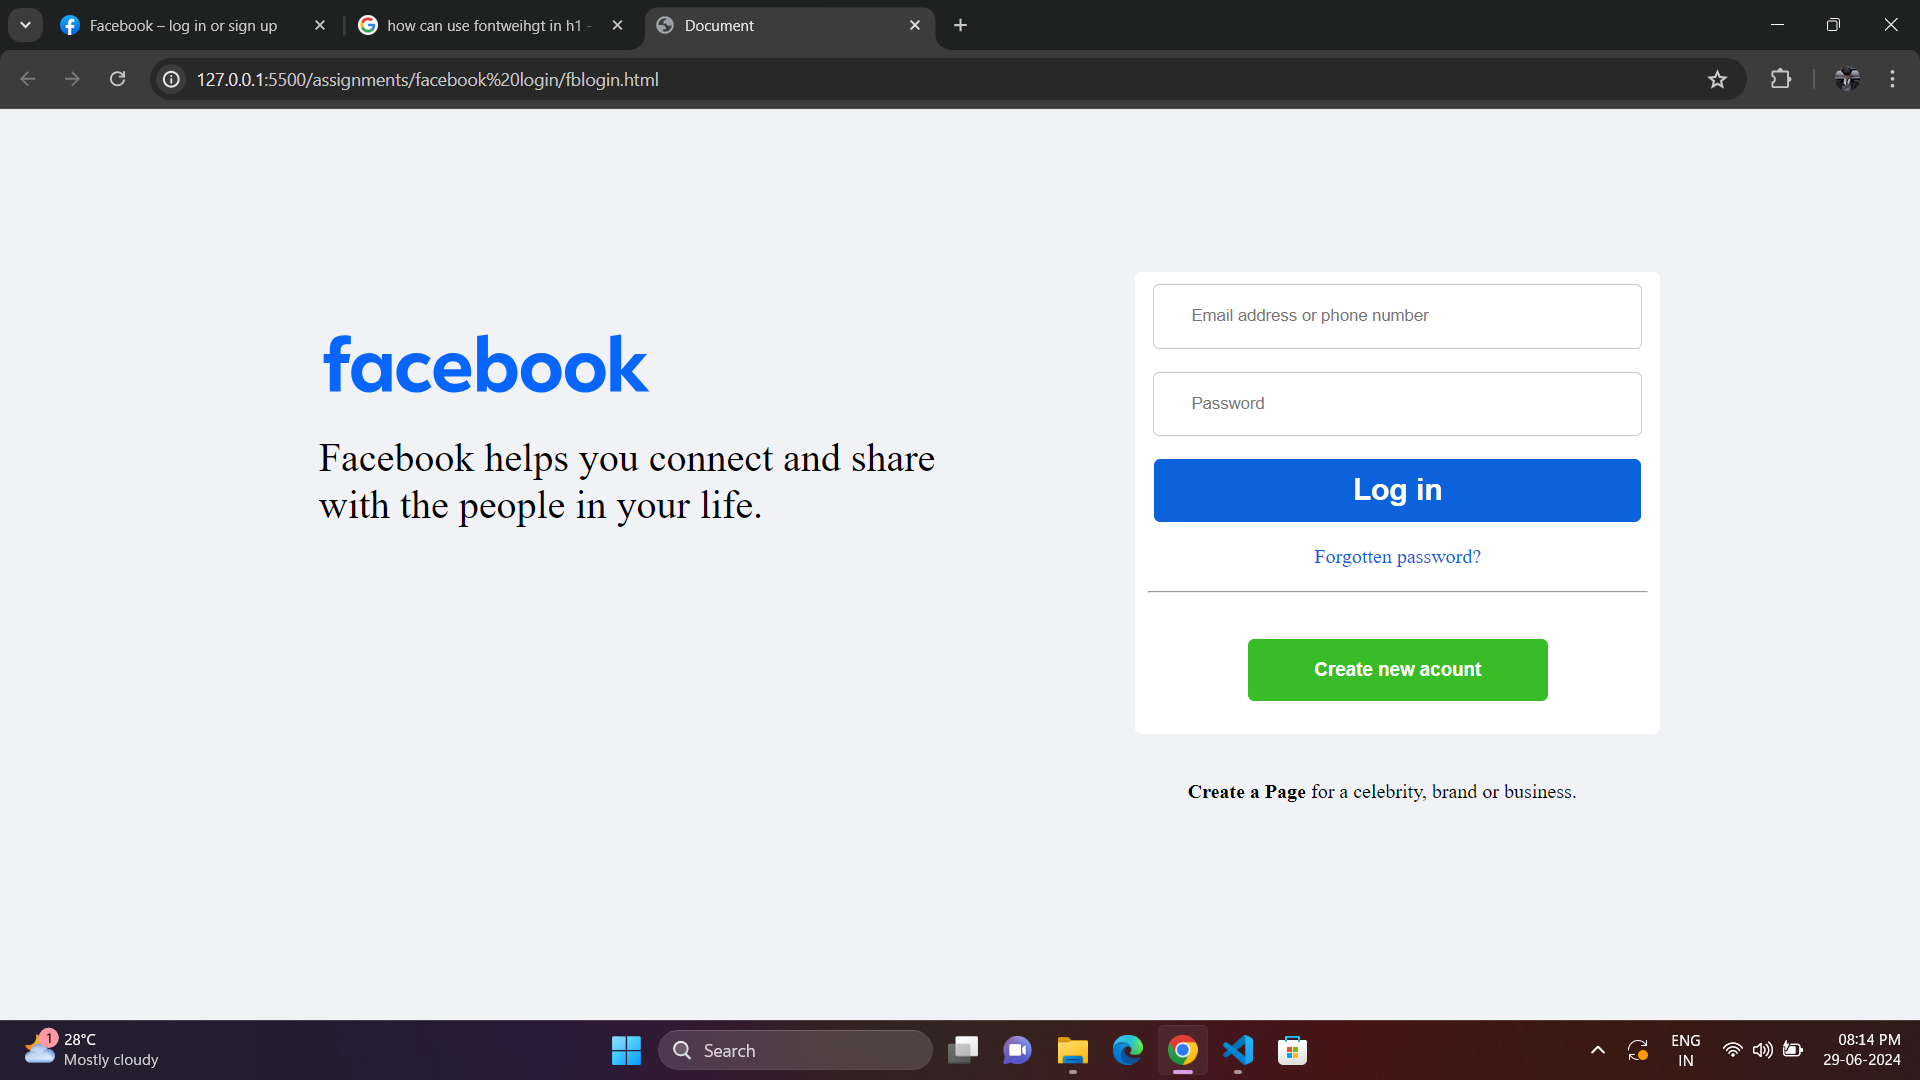 Facebook – log in or sign up
how can use fontweihgt in h1 -
Document
127.0.0.1:5500/assignments/facebook%20login/fblogin.html
facebook
Facebook helps you connect and share
with the people in your life.
Email address or phone number
Password
Log in
Forgotten password?
Create new acount
Create a Page for a celebrity, brand or business.
1
28°C
Mostly cloudy
Search
ENG
IN
08:14 PM
29-06-2024